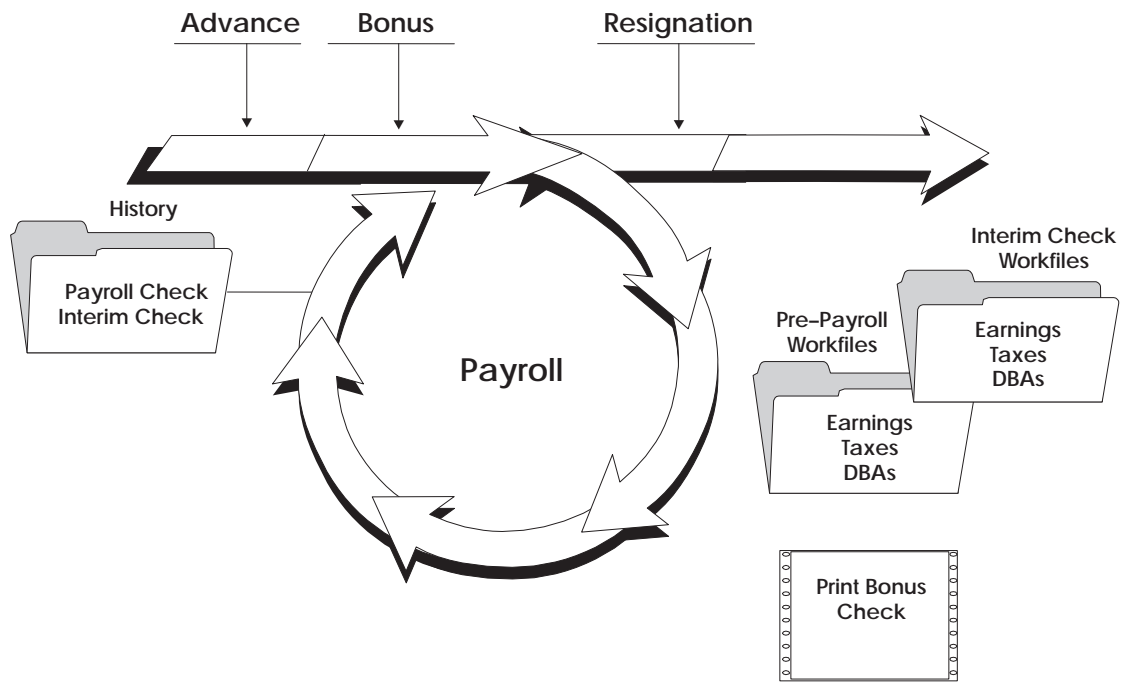 Advance
Bonus
Resignation
History
Payroll Check
Interim Check
Payroll
Interim Check
Workfiles
Earnings
Taxes
DBAs
Pre–Payroll
Workfiles
Earnings
Taxes
DBAs
Print Bonus
Check